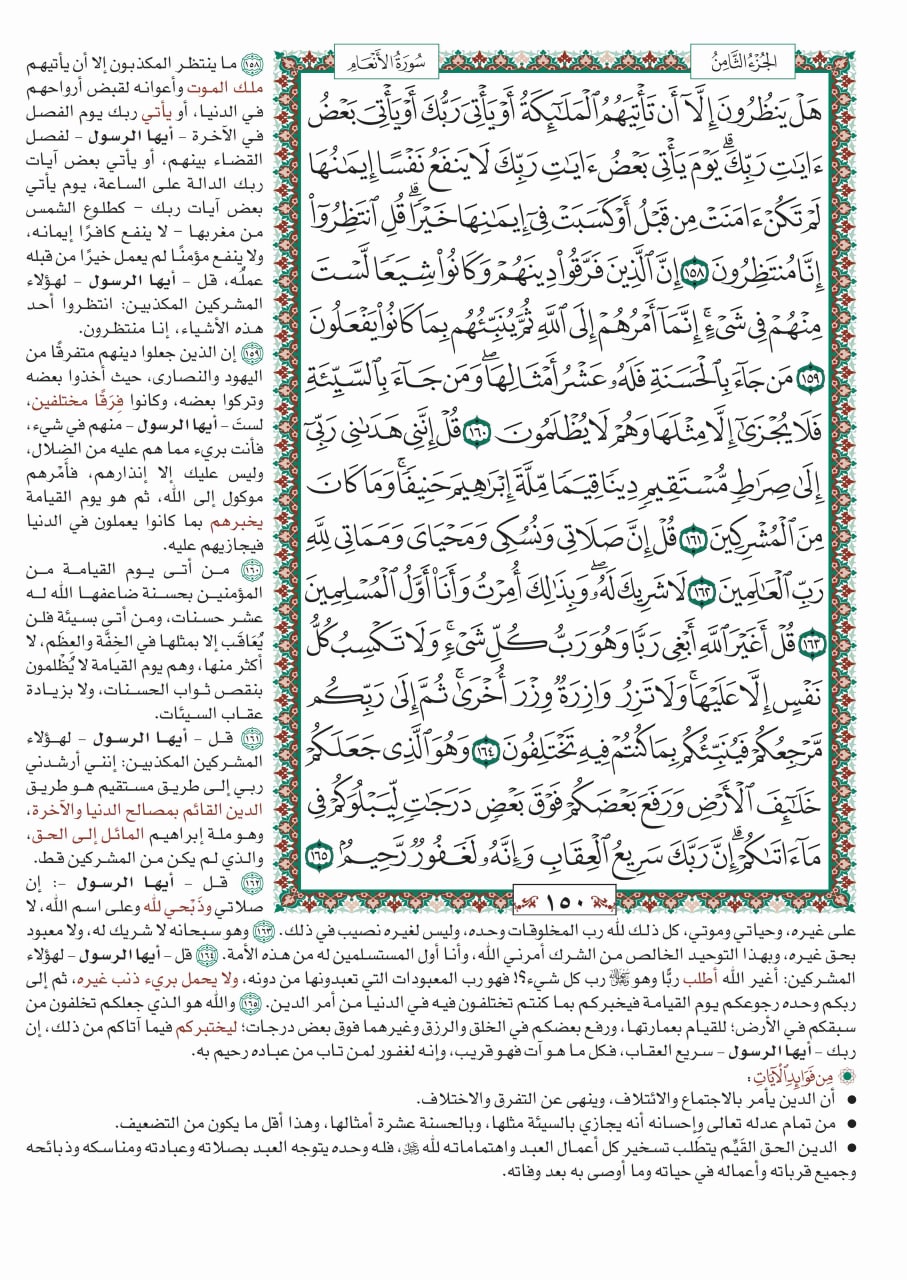 الجُزْءُ الثَّامِنُ
سُورَةُ الأَنْعَامِ
هَلْ يَنظُرُونَ إِلَّآ أَن تَأْتِيَهُمُ ٱلْمَلَٰٓئِكَةُ أَوْ يَأْتِيَ رَبُّكَ أَوْ يَأْتِيَ بَعْضُ
ءَايَٰتِ رَبِّكَۗ يَوْمَ يَأْتِي بَعْضُ ءَايَٰتِ رَبِّكَ لَا يَنفَعُ نَفْسًا إِيمَٰنُهَا
لَمْ تَكُنْ ءَامَنَتْ مِن قَبْلُ أَوْ كَسَبَتْ فِيٓ إِيمَٰنِهَا خَيْرًاۗ قُلِ ٱنتَظِرُوٓا۟
إِنَّا مُنتَظِرُونَ ١٥٨ إِنَّ ٱلَّذِينَ فَرَّقُوا۟ دِينَهُمْ وَكَانُوا۟ شِيَعًا لَّسْتَ
مِنْهُمْ فِي شَيْءٍۚ إِنَّمَآ أَمْرُهُمْ إِلَى ٱللَّهِ ثُمَّ يُنَبِّئُهُم بِمَا كَانُوا۟ يَفْعَلُونَ
١٥٩ مَن جَآءَ بِٱلْحَسَنَةِ فَلَهُۥ عَشْرُ أَمْثَالِهَاۖ وَمَن جَآءَ بِٱلسَّيِّئَةِ
فَلَا يُجْزَىٰٓ إِلَّا مِثْلَهَا وَهُمْ لَا يُظْلَمُونَ ١٦٠ قُلْ إِنَّنِي هَدَىٰنِي رَبِّيٓ
إِلَىٰ صِرَٰطٍ مُّسْتَقِيمٍ دِينًا قِيَمًا مِّلَّةَ إِبْرَٰهِيمَ حَنِيفًاۚ وَمَا كَانَ
مِنَ ٱلْمُشْرِكِينَ ١٦١ قُلْ إِنَّ صَلَاتِي وَنُسُكِي وَمَحْيَايَ وَمَمَاتِي لِلَّهِ
رَبِّ ٱلْعَٰلَمِينَ ١٦٢ لَا شَرِيكَ لَهُۥۖ وَبِذَٰلِكَ أُمِرْتُ وَأَنَا۠ أَوَّلُ ٱلْمُسْلِمِينَ
١٦٣ قُلْ أَغَيْرَ ٱللَّهِ أَبْغِي رَبًّا وَهُوَ رَبُّ كُلِّ شَيْءٍۚ وَلَا تَكْسِبُ كُلُّ
نَفْسٍ إِلَّا عَلَيْهَاۚ وَلَا تَزِرُ وَازِرَةٌ وِزْرَ أُخْرَىٰۚ ثُمَّ إِلَىٰ رَبِّكُم
مَّرْجِعُكُمْ فَيُنَبِّئُكُم بِمَا كُنتُمْ فِيهِ تَخْتَلِفُونَ ١٦٤ وَهُوَ ٱلَّذِي جَعَلَكُمْ
خَلَٰٓئِفَ ٱلْأَرْضِ وَرَفَعَ بَعْضَكُمْ فَوْقَ بَعْضٍ دَرَجَٰتٍ لِّيَبْلُوَكُمْ فِي
مَآ ءَاتَىٰكُمْۗ إِنَّ رَبَّكَ سَرِيعُ ٱلْعِقَابِ وَإِنَّهُۥ لَغَفُورٌ رَّحِيمٌۢ ١٦٥
١٥٠
١٥٨ ما ينتظر المكذبون إلا أن يأتيهم
ملك الموت وأعوانه لقبض أرواحهم
في الدنيا، أو يأتي ربك يوم الفصل
في الآخرة – أيها الرسول – لفصل
القضاء بينهم، أو يأتي بعض آيات
ربك الدالة على الساعة، يوم يأتي
بعض آيات ربك – كطلوع الشمس
من مغربها – لا ينفع كافرًا إيمانه،
ولا ينفع مؤمنًا لم يعمل خيرًا من قبله
عملُه، قل – أيها الرسول – لهؤلاء
المشركين المكذبين: انتظروا أحد
هذه الأشياء، إنا منتظرون.
١٥٩ إن الذين جعلوا دينهم متفرقًا من
اليهود والنصارى، حيث أخذوا بعضه
وتركوا بعضه، وكانوا فِرَقًا مختلفين،
لستَ – أيها الرسول – منهم في شيء،
فأنت بريء مما هم عليه من الضلال،
وليس عليك إلا إنذارهم، فأمْرهم
موكول إلى الله، ثم هو يوم القيامة
يخبرهم بما كانوا يعملون في الدنيا
فيجازيهم عليه.
١٦٠ من أتى يوم القيامة من
المؤمنين بحسنة ضاعفها الله له
عشر حسنات، ومن أتى بسيئة فلن
يُعَاقَب إلا بمثلها في الخِفَّة والعِظَم، لا
أكثر منها، وهم يوم القيامة لا يُظْلمون
بنقص ثواب الحسنات، ولا بزيادة
عقاب السيئات.
١٦١ قل – أيها الرسول – لهؤلاء
المشركين المكذبين: إنني أرشدني
ربي إلى طريق مستقيم هو طريق
الدين القائم بمصالح الدنيا والآخرة،
وهو ملة إبراهيم المائل إلى الحق،
والذي لم يكن من المشركين قط.
١٦٢ قل – أيها الرسول –: إن
صلاتي وذَبْحي لله وعلى اسم الله، لا
على غيره، وحياتي وموتي، كل ذلك لله رب المخلوقات وحده، وليس لغيره نصيب في ذلك. ١٦٣ وهو سبحانه لا شريك له، ولا معبود
بحق غيره، وبهذا التوحيد الخالص من الشرك أمرني الله، وأنا أول المستسلمين له من هذه الأمة. ١٦٤ قل – أيها الرسول – لهؤلاء
المشركين: أغير الله أطلب ربًّا وهو ﷻ رب كل شيء؟! فهو رب المعبودات التي تعبدونها من دونه، ولا يحمل بريء ذنب غيره، ثم إلى
ربكم وحده رجوعكم يوم القيامة فيخبركم بما كنتم تختلفون فيه في الدنيا من أمر الدين. ١٦٥ والله هو الذي جعلكم تخلفون من
سبقكم في الأرض؛ للقيام بعمارتها، ورفع بعضكم في الخلق والرزق وغيرهما فوق بعض درجات؛ ليختبركم فيما آتاكم من ذلك، إن
ربك – أيها الرسول – سريع العقاب، فكل ما هو آت فهو قريب، وإنه لغفور لمن تاب من عباده رحيم به.
مِن فَوَائِدِ الْآيَاتِ:
● أن الدين يأمر بالاجتماع والائتلاف، وينهى عن التفرق والاختلاف.
● من تمام عدله تعالى وإحسانه أنه يجازي بالسيئة مثلها، وبالحسنة عشرة أمثالها، وهذا أقل ما يكون من التضعيف.
● الدين الحق القَيِّم يتطلب تسخير كل أعمال العبد واهتماماته لله ﷻ، فله وحده يتوجه العبد بصلاته وعبادته ومناسكه وذبائحه
وجميع قرباته وأعماله في حياته وما أوصى به بعد وفاته.